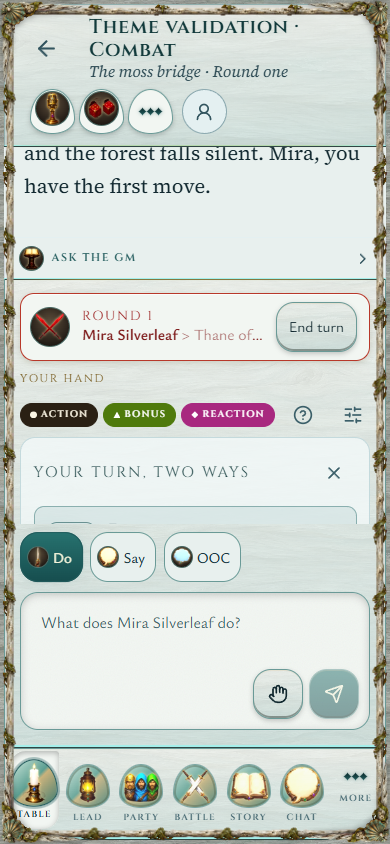 Theme validation ·
Combat
The moss bridge · Round one
and the forest falls silent. Mira, you
have the first move.
ASK THE GM
ROUND 1
Mira Silverleaf > Thane of…
End turn
YOUR HAND
ACTION
BONUS
REACTION
YOUR TURN, TWO WAYS
Do
Say
OOC
What does Mira Silverleaf do?
TABLE
LEAD
PARTY
BATTLE
STORY
CHAT
MORE